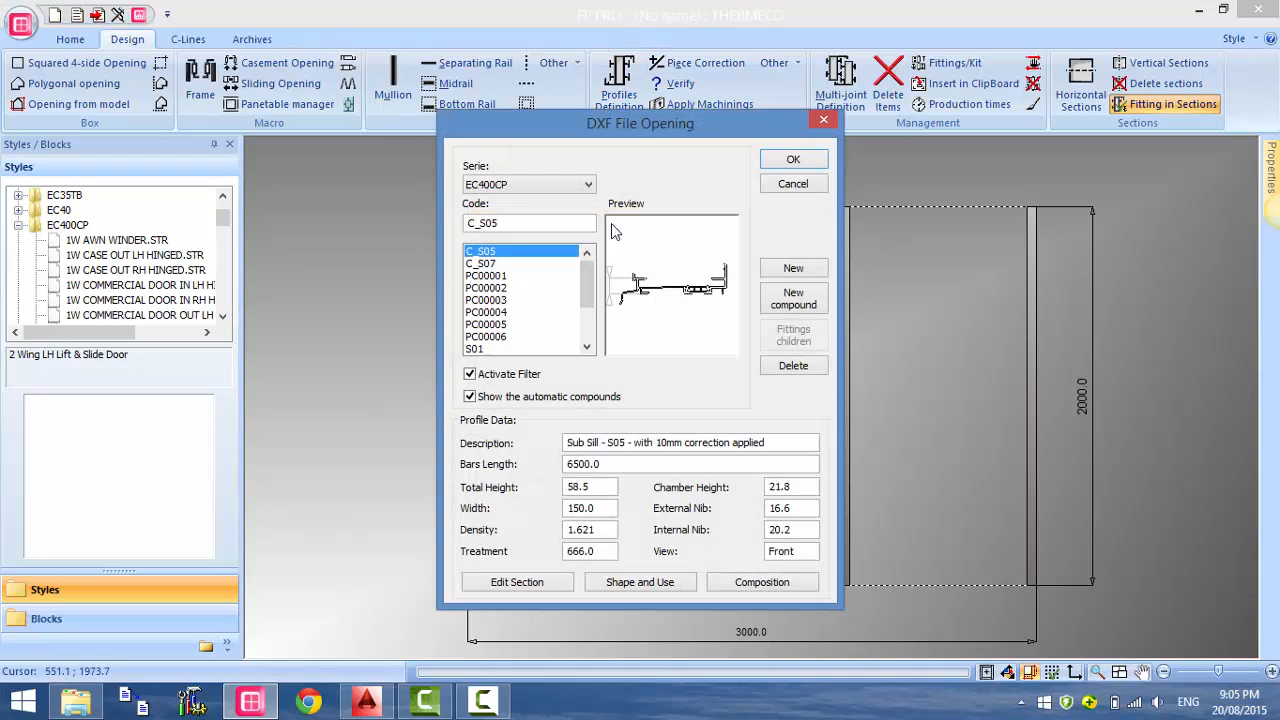 FP PRO - (No name) : THERMECO
Home
Design
C-Lines
Archives
Style
Squared 4-side Opening
Polygonal opening
Opening from model
Box
Frame
Casement Opening
Sliding Opening
Panetable manager
Macro
Mullion
Separating Rail
Midrail
Bottom Rail
Other
Profiles
Definition
Piece Correction
Verify
Apply Machinings
Other
Multi-joint
Definition
Delete
Items
Fittings/Kit
Insert in ClipBoard
Production times
Management
Horizontal
Sections
Vertical Sections
Delete sections
Fitting in Sections
Sections
Styles / Blocks
Styles
EC35TB
EC40
EC400CP
1W AWN WINDER.STR
1W CASE OUT LH HINGED.STR
1W CASE OUT RH HINGED.STR
1W COMMERCIAL DOOR IN LH H
1W COMMERCIAL DOOR IN RH H
1W COMMERCIAL DOOR OUT LH
2 Wing LH Lift & Slide Door
Styles
Blocks
DXF File Opening
Serie:
EC400CP
Code:
C_S05
Preview
C_S05
C_S07
PC00001
PC00002
PC00003
PC00004
PC00005
PC00006
S01
Activate Filter
Show the automatic compounds
OK
Cancel
New
New
compound
Fittings
children
Delete
Profile Data:
Description: Sub Sill - S05 - with 10mm correction applied
Bars Length: 6500.0
Total Height: 58.5 Chamber Height: 21.8
Width: 150.0 External Nib: 16.6
Density: 1.621 Internal Nib: 20.2
Treatment 666.0 View: Front
Edit Section
Shape and Use
Composition
2000.0
3000.0
Properties
Cursor: 551.1 ; 1973.7
ENG
9:05 PM
20/08/2015